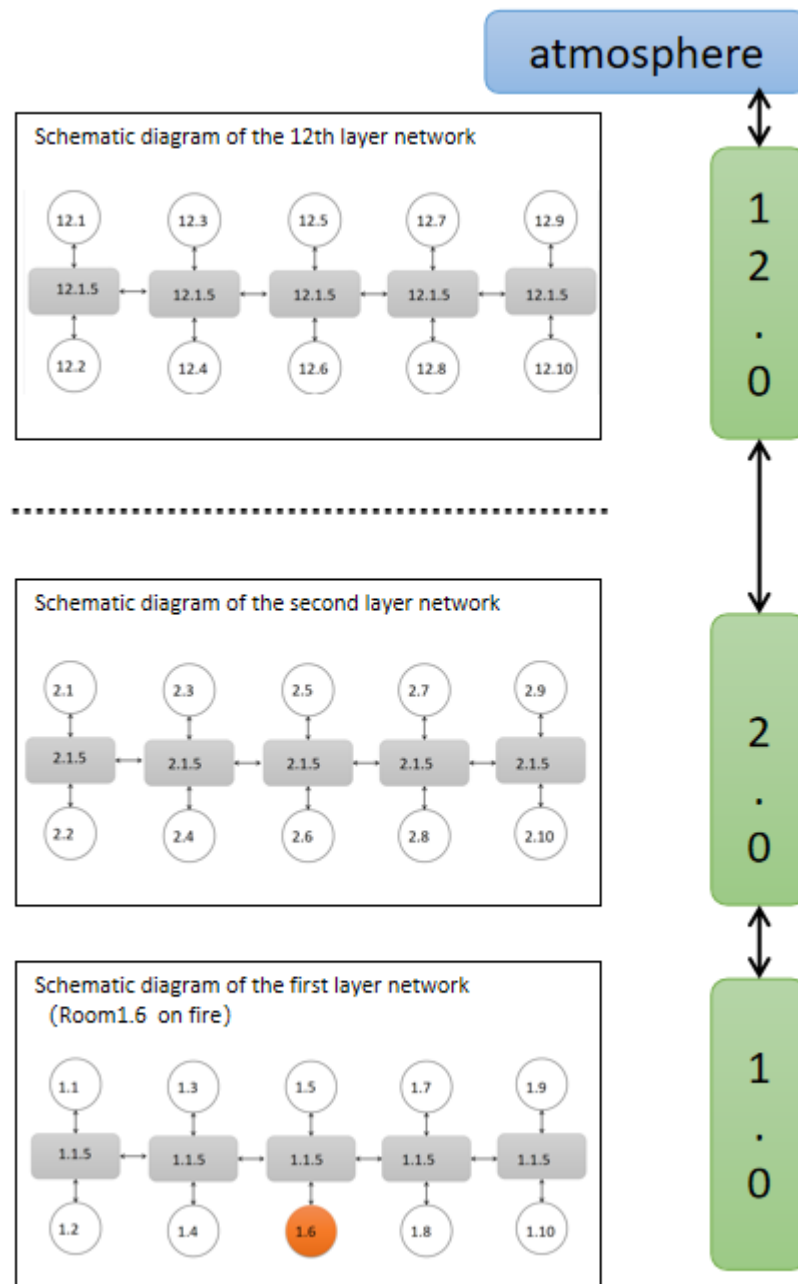 atmosphere
Schematic diagram of the 12th layer network
12.1 12.3 12.5 12.7 12.9
12.1.5 12.1.5 12.1.5 12.1.5 12.1.5
12.2 12.4 12.6 12.8 12.10
1
2
.
0
Schematic diagram of the second layer network
2.1 2.3 2.5 2.7 2.9
2.1.5 2.1.5 2.1.5 2.1.5 2.1.5
2.2 2.4 2.6 2.8 2.10
2
.
0
Schematic diagram of the first layer network
(Room1.6 on fire)
1.1 1.3 1.5 1.7 1.9
1.1.5 1.1.5 1.1.5 1.1.5 1.1.5
1.2 1.4 1.6 1.8 1.10
1
.
0